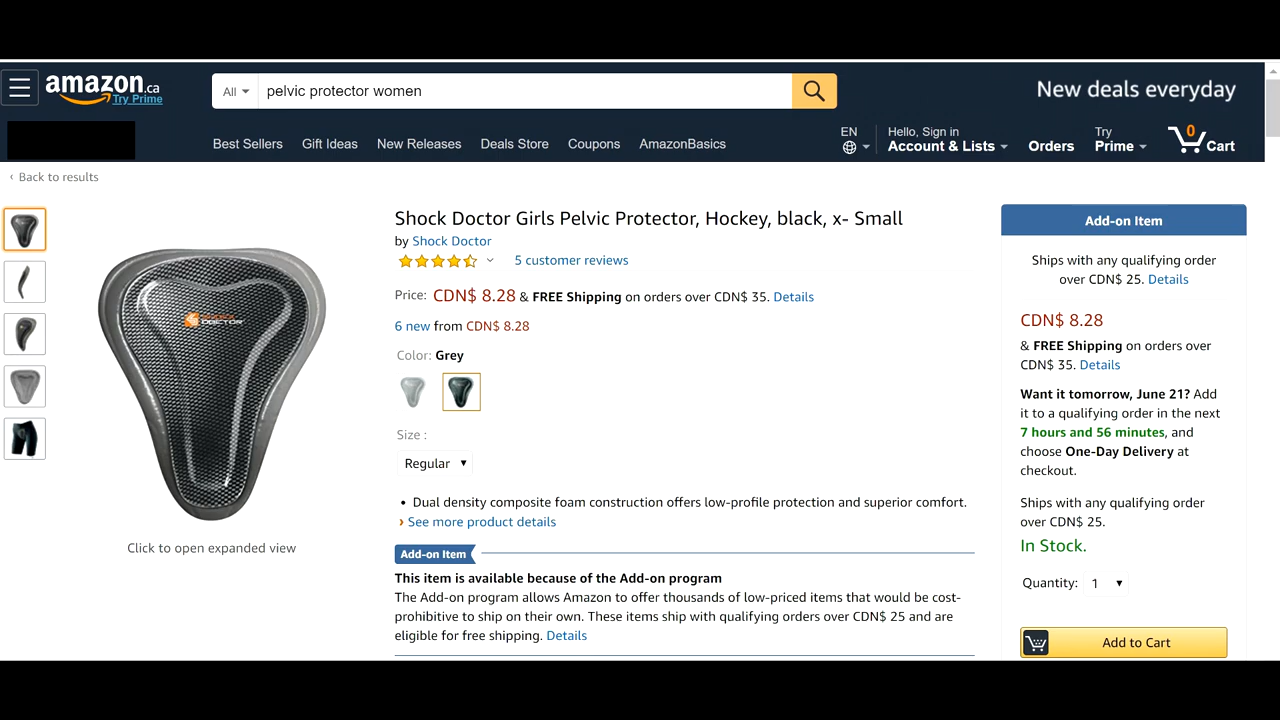 amazon.ca
Try Prime
All
pelvic protector women
New deals everyday
Best Sellers
Gift Ideas
New Releases
Deals Store
Coupons
AmazonBasics
EN
Hello, Sign in
Account & Lists
Orders
Try
Prime
0
Cart
‹ Back to results
Shock Doctor Girls Pelvic Protector, Hockey, black, x- Small
by Shock Doctor
5 customer reviews
Price: CDN$ 8.28 & FREE Shipping on orders over CDN$ 35. Details
6 new from CDN$ 8.28
Color: Grey
Size :
Regular
• Dual density composite foam construction offers low-profile protection and superior comfort.
› See more product details
Add-on Item
This item is available because of the Add-on program
The Add-on program allows Amazon to offer thousands of low-priced items that would be cost-
prohibitive to ship on their own. These items ship with qualifying orders over CDN$ 25 and are
eligible for free shipping. Details
SHOCK
DOCTOR
Click to open expanded view
Add-on Item
Ships with any qualifying order
over CDN$ 25. Details
CDN$ 8.28
& FREE Shipping on orders over
CDN$ 35. Details
Want it tomorrow, June 21? Add
it to a qualifying order in the next
7 hours and 56 minutes, and
choose One-Day Delivery at
checkout.
Ships with any qualifying order
over CDN$ 25.
In Stock.
Quantity: 1
Add to Cart